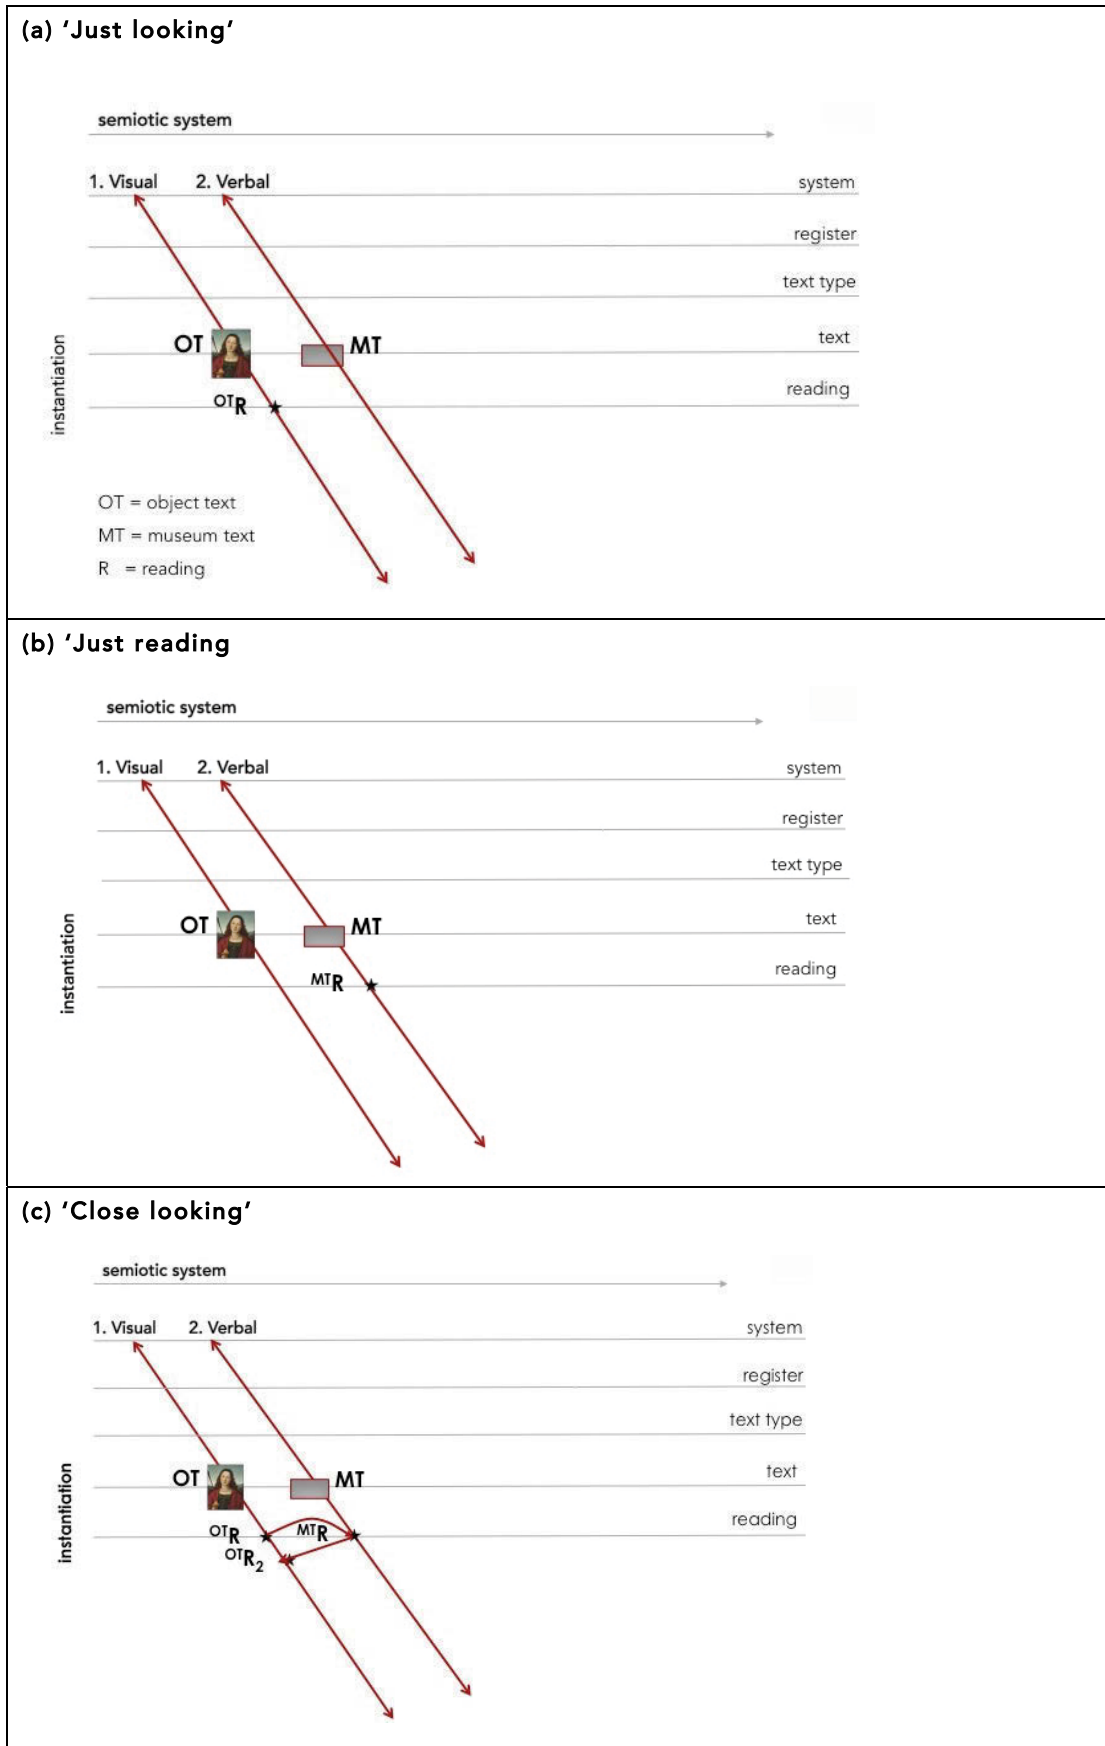 (a) ‘Just looking’
semiotic system
1. Visual 2. Verbal system
register
text type
OT MT text
reading
OTR
instantiation
OT = object text
MT = museum text
R = reading
(b) ‘Just reading
semiotic system
1. Visual 2. Verbal system
register
text type
OT MT text
reading
MTR
instantiation
(c) ‘Close looking’
semiotic system
1. Visual 2. Verbal system
register
text type
OT MT text
reading
OTR MTR
OTR2
instantiation